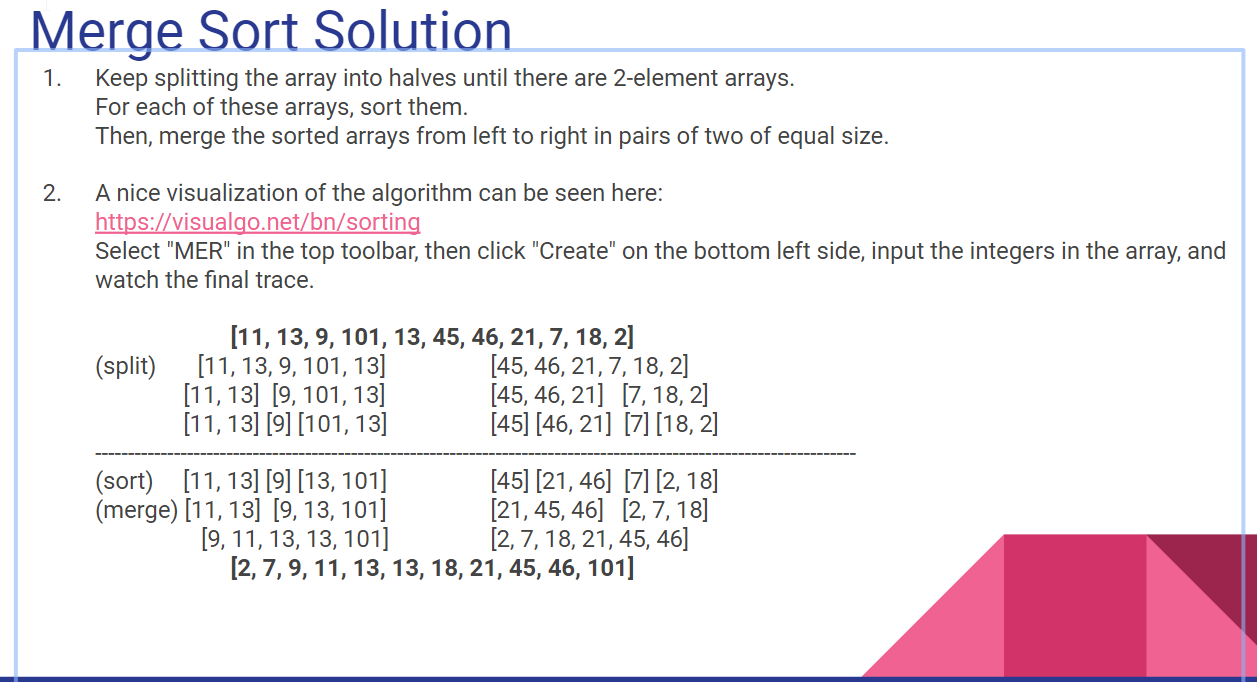 Merge Sort Solution
1. Keep splitting the array into halves until there are 2-element arrays.
For each of these arrays, sort them.
Then, merge the sorted arrays from left to right in pairs of two of equal size.
2. A nice visualization of the algorithm can be seen here:
https://visualgo.net/bn/sorting
Select "MER" in the top toolbar, then click "Create" on the bottom left side, input the integers in the array, and
watch the final trace.
[11, 13, 9, 101, 13, 45, 46, 21, 7, 18, 2]
(split) [11, 13, 9, 101, 13] [45, 46, 21, 7, 18, 2]
[11, 13] [9, 101, 13] [45, 46, 21] [7, 18, 2]
[11, 13] [9] [101, 13] [45] [46, 21] [7] [18, 2]
--------------------------------------------------------------------------------------------------------------------
(sort) [11, 13] [9] [13, 101] [45] [21, 46] [7] [2, 18]
(merge) [11, 13] [9, 13, 101] [21, 45, 46] [2, 7, 18]
[9, 11, 13, 13, 101] [2, 7, 18, 21, 45, 46]
[2, 7, 9, 11, 13, 13, 18, 21, 45, 46, 101]